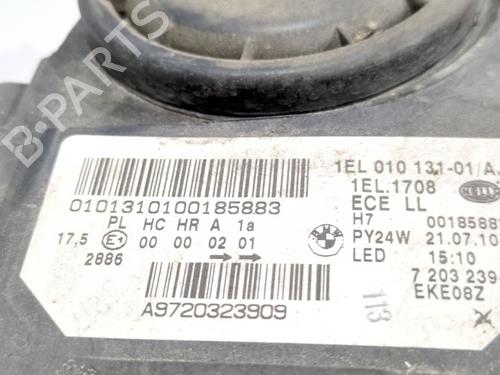 B-Parts
1EL 010 131-01/A
1EL.1708
ECE LL
H7 0018588
PY24W 21.07.10
LED 15:10
7 203 239
EKE08Z
0101310100185883
PL HC HR A 1a
17,5 E1 00 00 02 01
2886
A9720323909
113